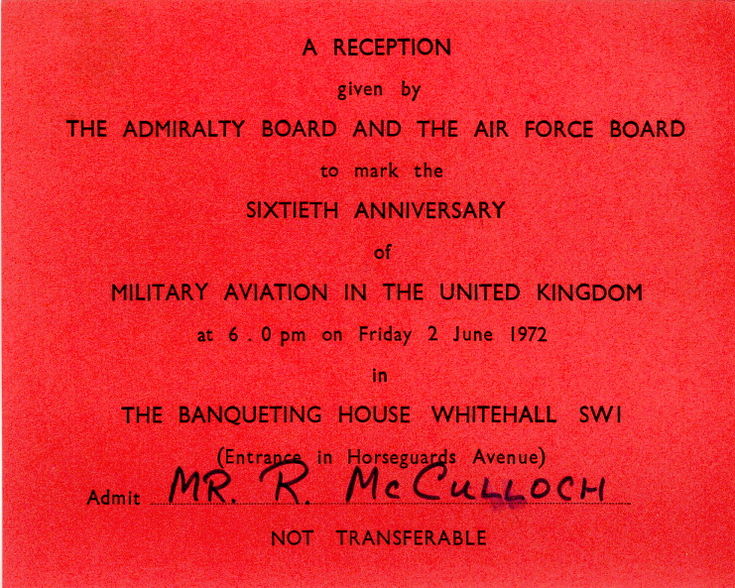 A RECEPTION
given by
THE ADMIRALTY BOARD AND THE AIR FORCE BOARD
to mark the
SIXTIETH ANNIVERSARY
of
MILITARY AVIATION IN THE UNITED KINGDOM
at 6 . 0 pm on Friday 2 June 1972
in
THE BANQUETING HOUSE WHITEHALL SW1
(Entrance in Horseguards Avenue)
Admit MR. R. McCULLOCH
NOT TRANSFERABLE